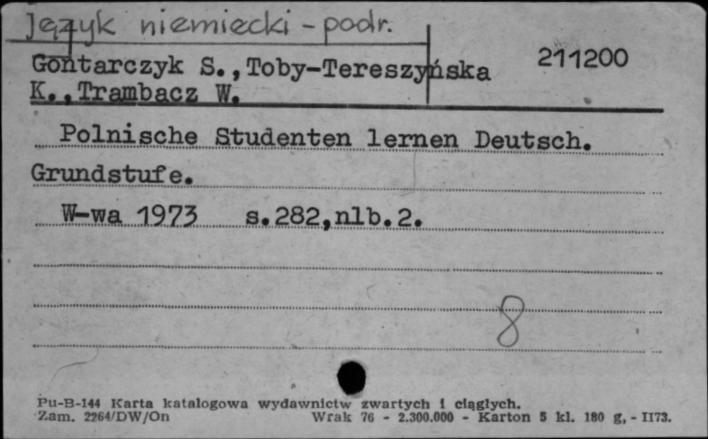 Język niemiecki - podr.
Gontarczyk S.,Toby-Tereszyńska
211200
K.,Trambacz W.
Polnische Studenten lernen Deutsch.
Grundstufe.
W-wa 1973 s.282,nlb.2.
8
Pu-B-144 Karta katalogowa wydawnictw zwartych i ciągłych.
Zam. 2264/DW/On Wrak 76 - 2.300.000 - Karton 5 kl. 180 g, - II73.